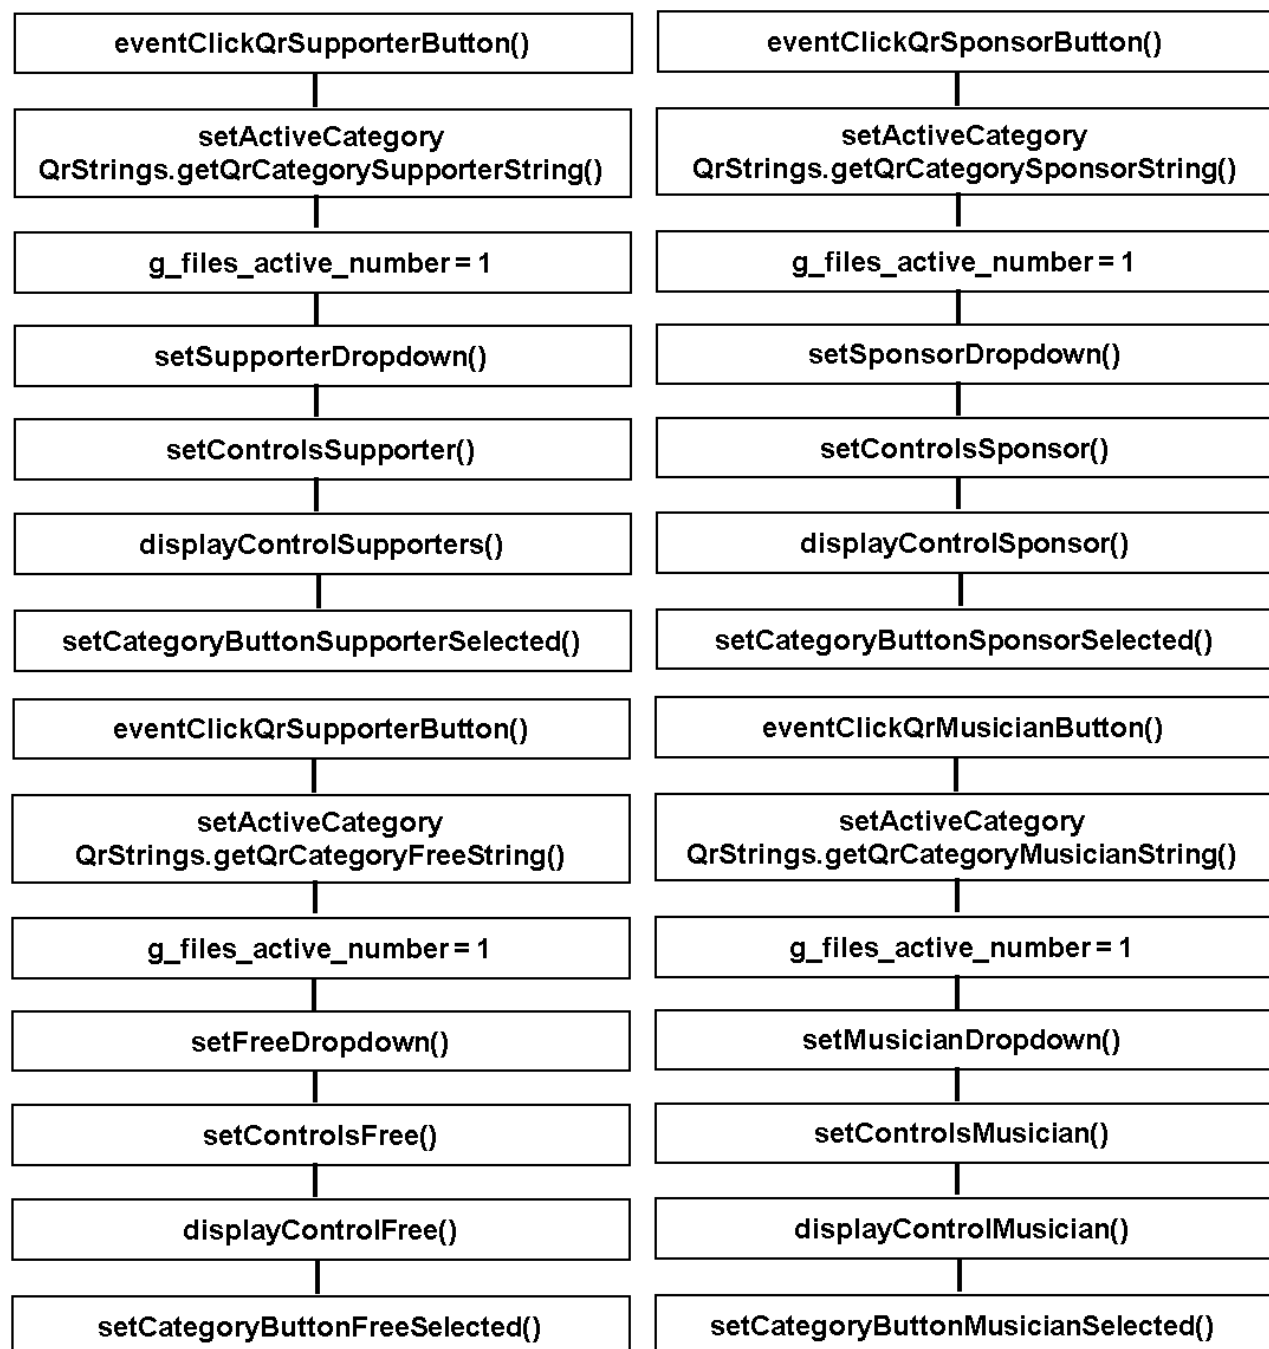 eventClickQrSupporterButton()
setActiveCategory
QrStrings.getQrCategorySupporterString()
g_files_active_number = 1
setSupporterDropdown()
setControlsSupporter()
displayControlSupporters()
setCategoryButtonSupporterSelected()
eventClickQrSponsorButton()
setActiveCategory
QrStrings.getQrCategorySponsorString()
g_files_active_number = 1
setSponsorDropdown()
setControlsSponsor()
displayControlSponsor()
setCategoryButtonSponsorSelected()
eventClickQrSupporterButton()
setActiveCategory
QrStrings.getQrCategoryFreeString()
g_files_active_number = 1
setFreeDropdown()
setControlsFree()
displayControlFree()
setCategoryButtonFreeSelected()
eventClickQrMusicianButton()
setActiveCategory
QrStrings.getQrCategoryMusicianString()
g_files_active_number = 1
setMusicianDropdown()
setControlsMusician()
displayControlMusician()
setCategoryButtonMusicianSelected()